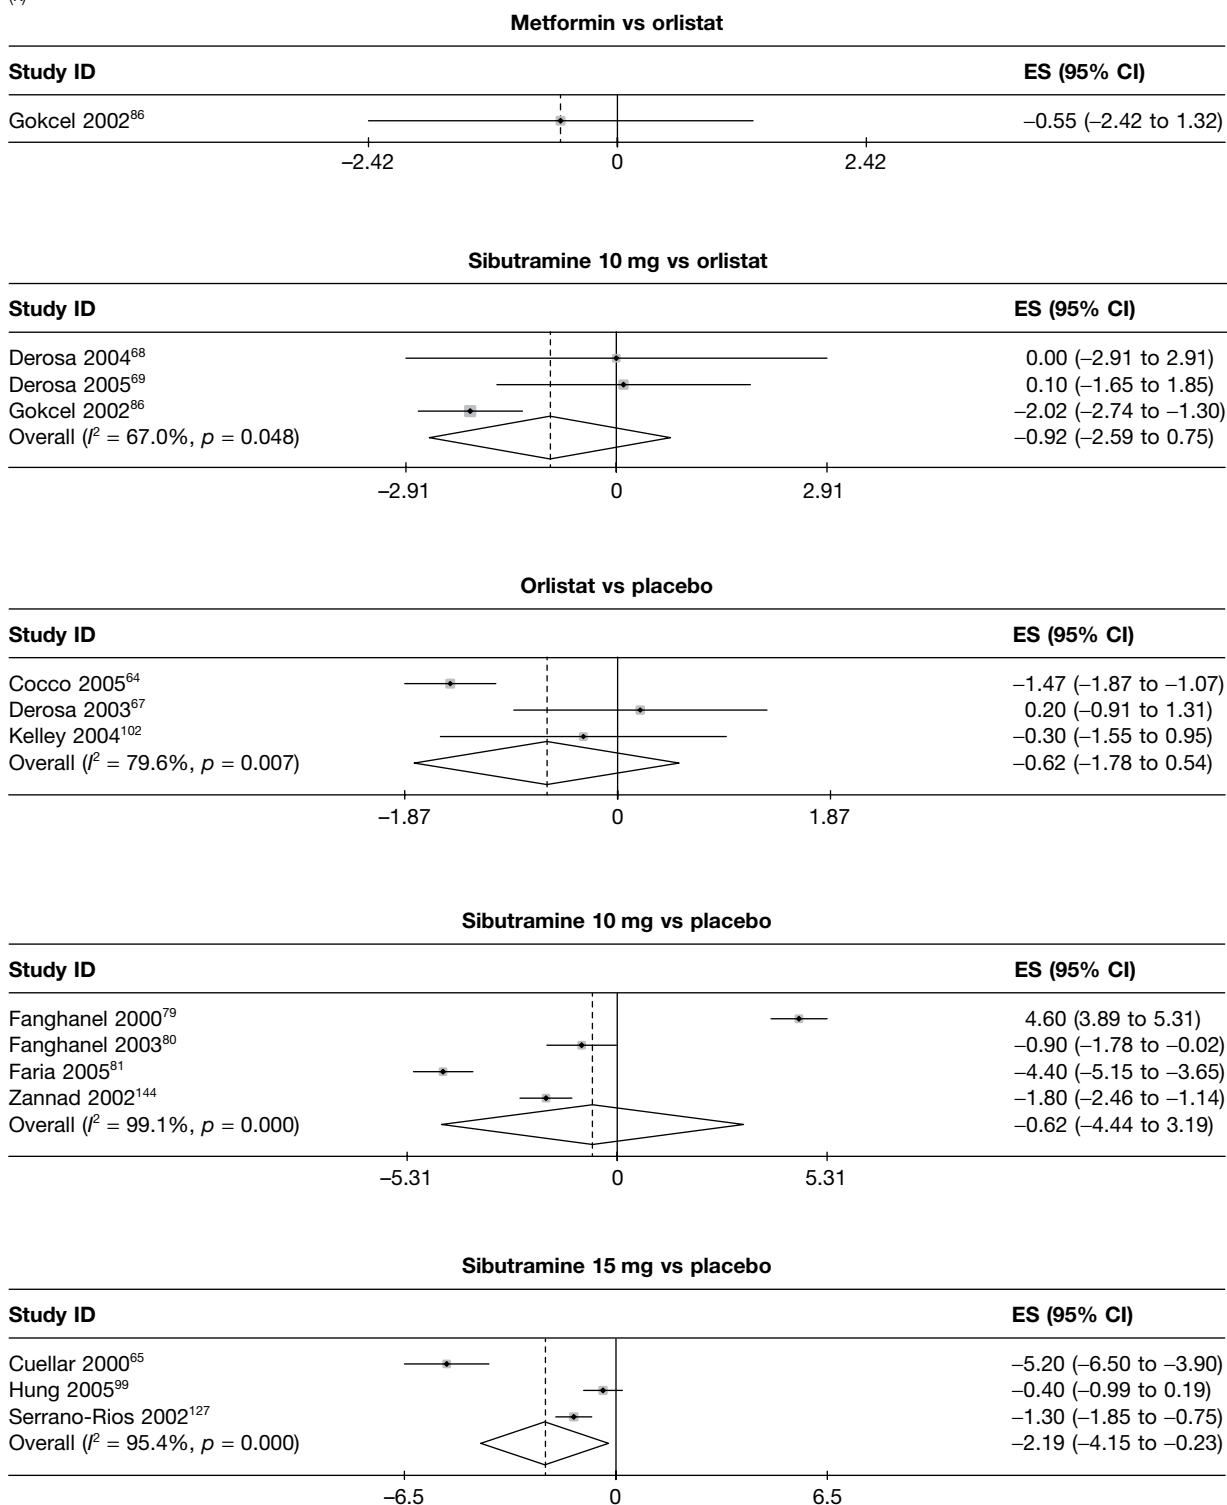 Metformin vs orlistat
Study ID ES (95% CI)
Gokcel 2002⁸⁶ −0.55 (−2.42 to 1.32)
−2.42 0 2.42
Sibutramine 10 mg vs orlistat
Study ID ES (95% CI)
Derosa 2004⁶⁸ 0.00 (−2.91 to 2.91)
Derosa 2005⁶⁹ 0.10 (−1.65 to 1.85)
Gokcel 2002⁸⁶ −2.02 (−2.74 to −1.30)
Overall (I² = 67.0%, p = 0.048) −0.92 (−2.59 to 0.75)
−2.91 0 2.91
Orlistat vs placebo
Study ID ES (95% CI)
Cocco 2005⁶⁴ −1.47 (−1.87 to −1.07)
Derosa 2003⁶⁷ 0.20 (−0.91 to 1.31)
Kelley 2004¹⁰² −0.30 (−1.55 to 0.95)
Overall (I² = 79.6%, p = 0.007) −0.62 (−1.78 to 0.54)
−1.87 0 1.87
Sibutramine 10 mg vs placebo
Study ID ES (95% CI)
Fanghanel 2000⁷⁹ 4.60 (3.89 to 5.31)
Fanghanel 2003⁸⁰ −0.90 (−1.78 to −0.02)
Faria 2005⁸¹ −4.40 (−5.15 to −3.65)
Zannad 2002¹⁴⁴ −1.80 (−2.46 to −1.14)
Overall (I² = 99.1%, p = 0.000) −0.62 (−4.44 to 3.19)
−5.31 0 5.31
Sibutramine 15 mg vs placebo
Study ID ES (95% CI)
Cuellar 2000⁶⁵ −5.20 (−6.50 to −3.90)
Hung 2005⁹⁹ −0.40 (−0.99 to 0.19)
Serrano-Rios 2002¹²⁷ −1.30 (−1.85 to −0.75)
Overall (I² = 95.4%, p = 0.000) −2.19 (−4.15 to −0.23)
−6.5 0 6.5